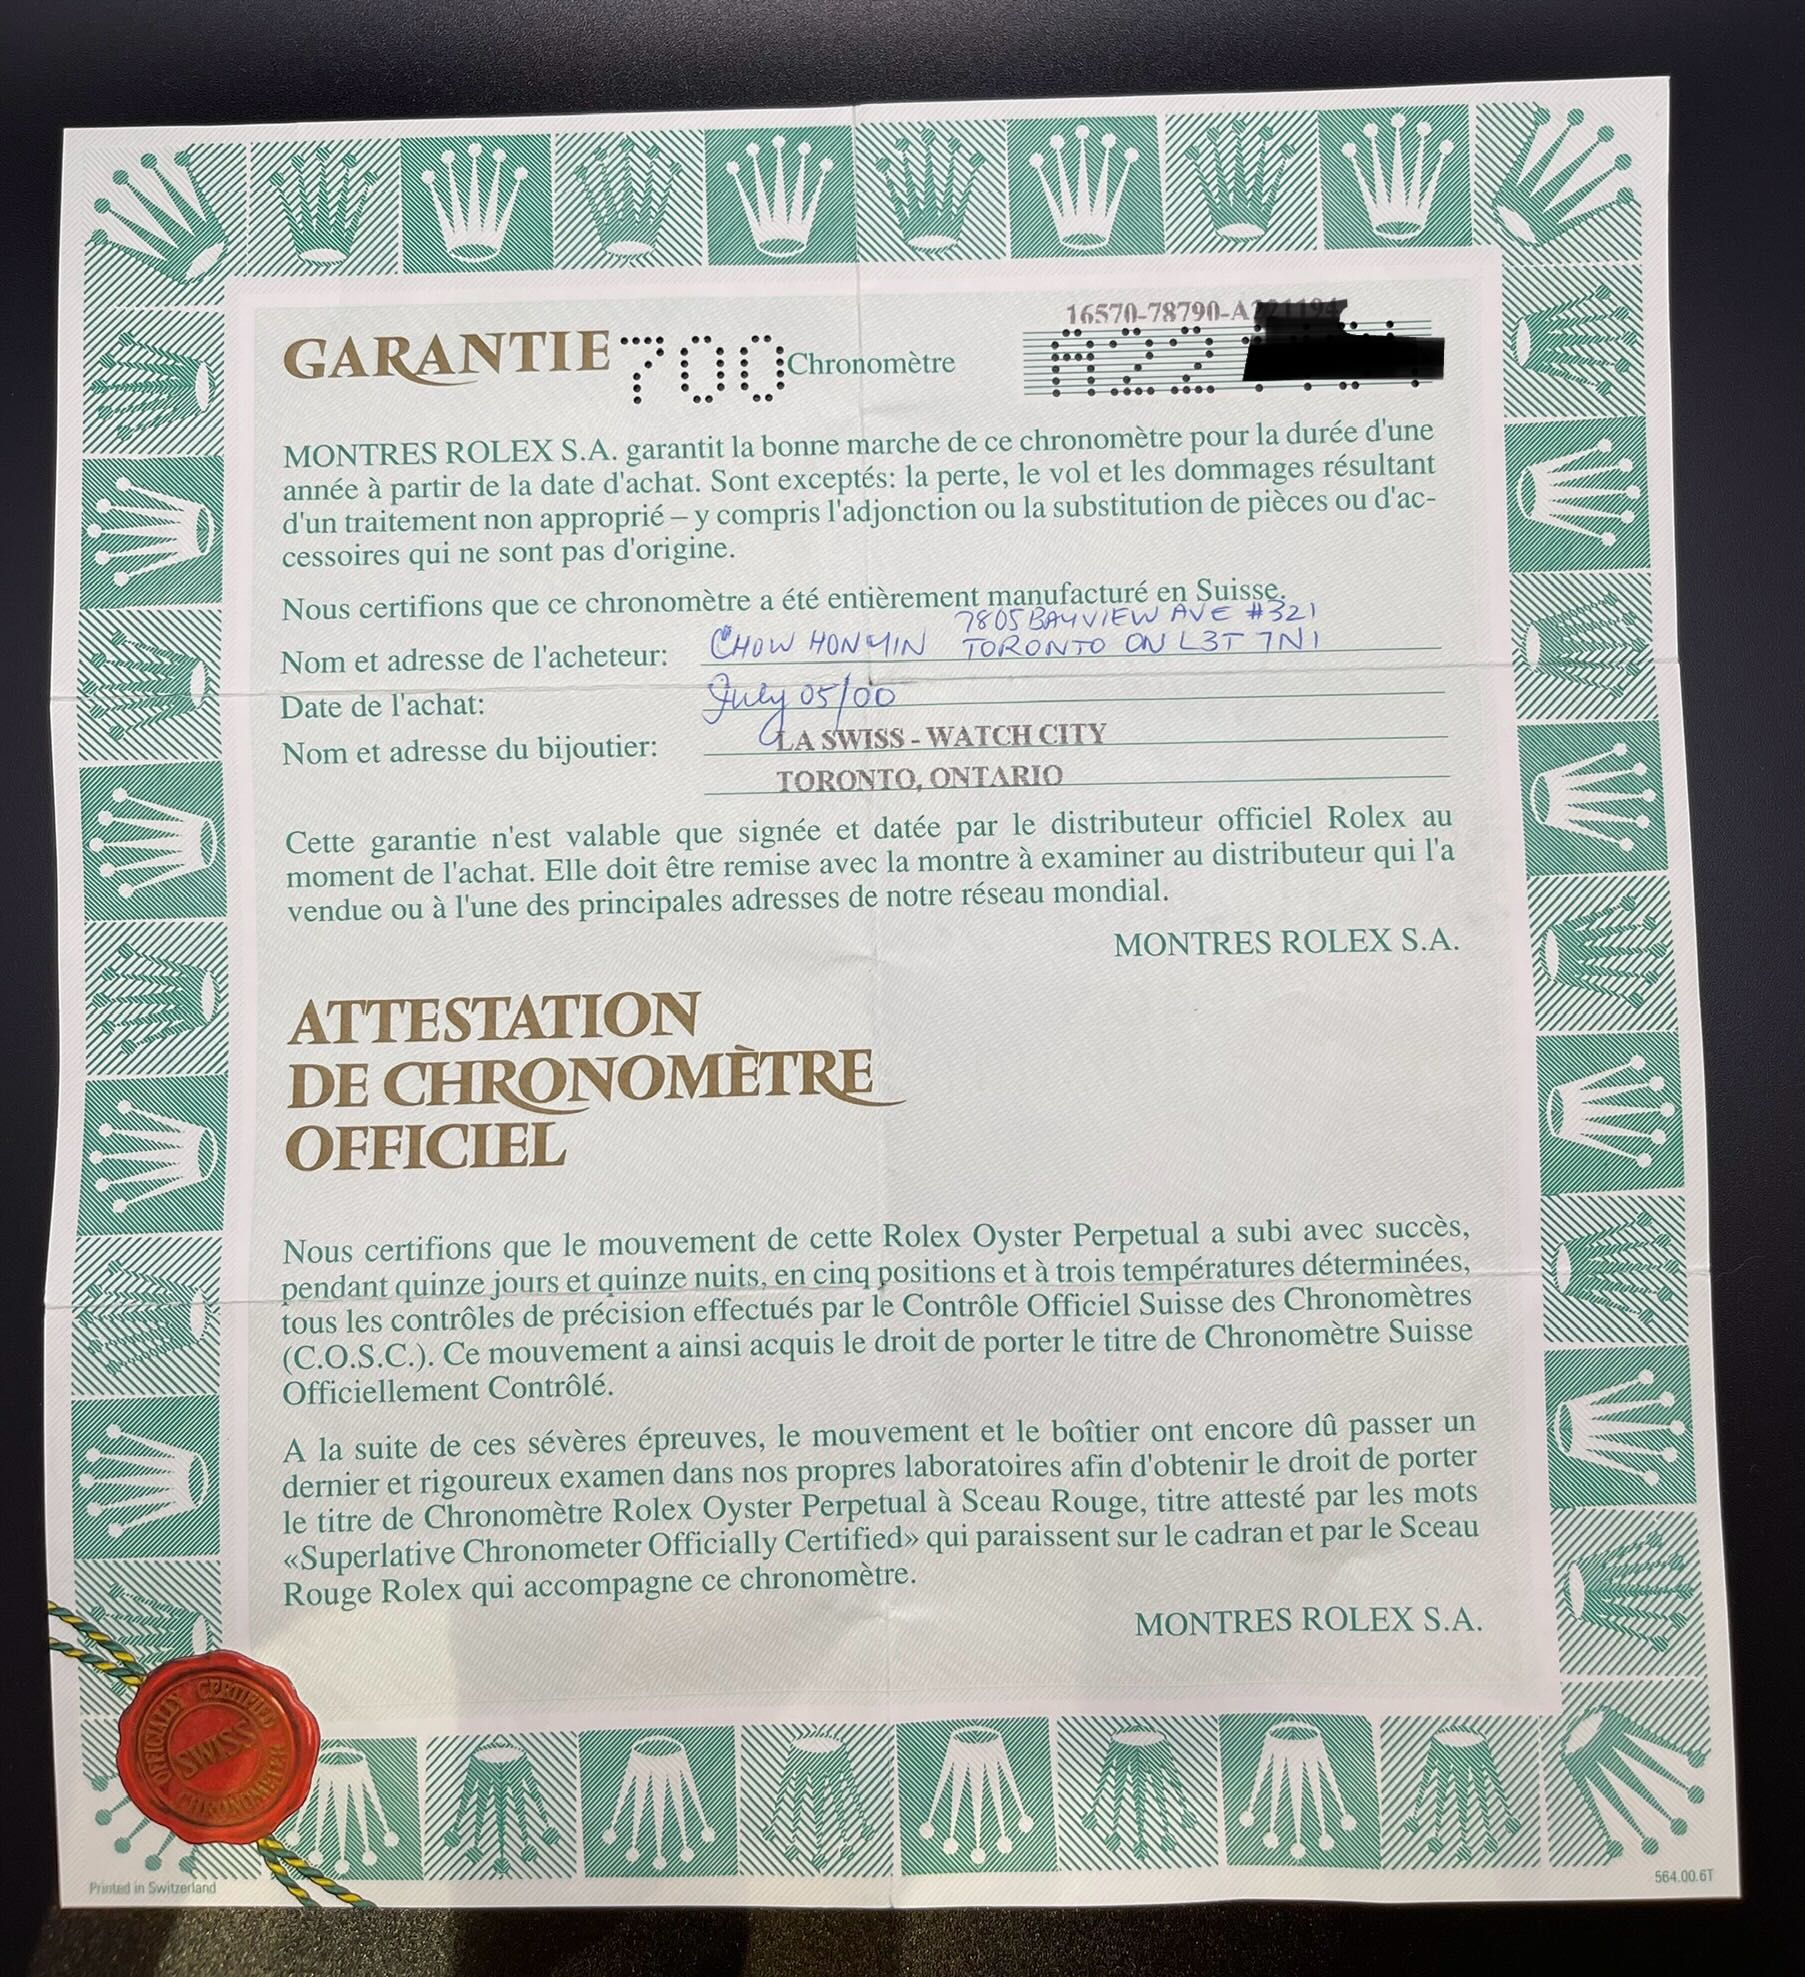 16570-78790-A
GARANTIE 700 Chronomètre A22
MONTRES ROLEX S.A. garantit la bonne marche de ce chronomètre pour la durée d'une
année à partir de la date d'achat. Sont exceptés: la perte, le vol et les dommages résultant
d'un traitement non approprié – y compris l'adjonction ou la substitution de pièces ou d'ac-
cessoires qui ne sont pas d'origine.
Nous certifions que ce chronomètre a été entièrement manufacturé en Suisse.
7805 BAYVIEW AVE #321
Nom et adresse de l'acheteur: CHOW HON YIN TORONTO ON L3T 7N1
Date de l'achat: July 05/00
Nom et adresse du bijoutier: LA SWISS - WATCH CITY
TORONTO, ONTARIO
Cette garantie n'est valable que signée et datée par le distributeur officiel Rolex au
moment de l'achat. Elle doit être remise avec la montre à examiner au distributeur qui l'a
vendue ou à l'une des principales adresses de notre réseau mondial.
MONTRES ROLEX S.A.
ATTESTATION
DE CHRONOMÈTRE
OFFICIEL
Nous certifions que le mouvement de cette Rolex Oyster Perpetual a subi avec succès,
pendant quinze jours et quinze nuits, en cinq positions et à trois températures déterminées,
tous les contrôles de précision effectués par le Contrôle Officiel Suisse des Chronomètres
(C.O.S.C.). Ce mouvement a ainsi acquis le droit de porter le titre de Chronomètre Suisse
Officiellement Contrôlé.
A la suite de ces sévères épreuves, le mouvement et le boîtier ont encore dû passer un
dernier et rigoureux examen dans nos propres laboratoires afin d'obtenir le droit de porter
le titre de Chronomètre Rolex Oyster Perpetual à Sceau Rouge, titre attesté par les mots
«Superlative Chronometer Officially Certified» qui paraissent sur le cadran et par le Sceau
Rouge Rolex qui accompagne ce chronomètre.
MONTRES ROLEX S.A.
OFFICIALLY CERTIFIED
SWISS
CHRONOMETER
Printed in Switzerland
564.00.6T